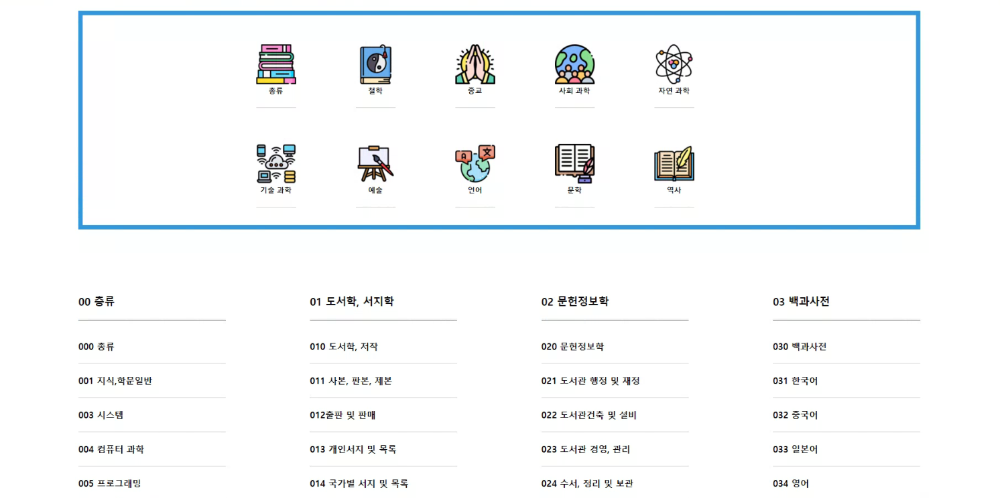 총류
철학
종교
사회 과학
자연 과학
기술 과학
예술
언어
문학
역사
00 층류
01 도서학, 서지학
02 문헌정보학
03 백과사전
000 총류
010 도서학, 저작
020 문헌정보학
030 백과사전
001 지식,학문일반
011 사본, 판본, 제본
021 도서관 행정 및 재정
031 한국어
003 시스템
012출판 및 판매
022 도서관건축 및 설비
032 중국어
004 컴퓨터 과학
013 개인서지 및 목록
023 도서관 경영, 관리
033 일본어
005 프로그래밍
014 국가별 서지 및 목록
024 수서, 정리 및 보관
034 영어